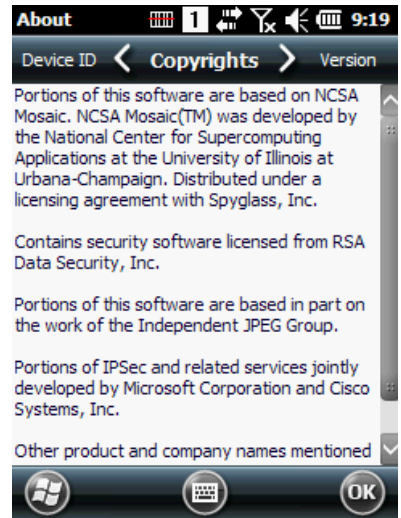 About 1 9:19
Device ID Copyrights Version
Portions of this software are based on NCSA
Mosaic. NCSA Mosaic(TM) was developed by
the National Center for Supercomputing
Applications at the University of Illinois at
Urbana-Champaign. Distributed under a
licensing agreement with Spyglass, Inc.
Contains security software licensed from RSA
Data Security, Inc.
Portions of this software are based in part on
the work of the Independent JPEG Group.
Portions of IPSec and related services jointly
developed by Microsoft Corporation and Cisco
Systems, Inc.
Other product and company names mentioned
OK